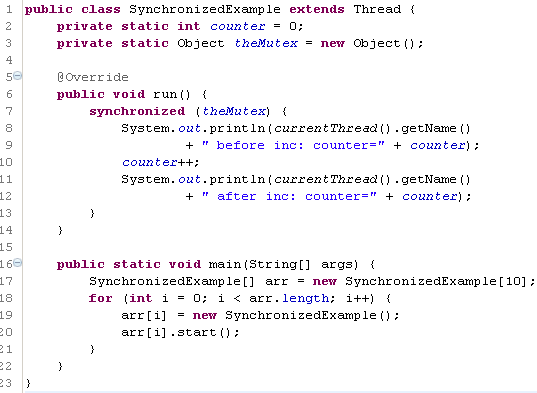 1 public class SynchronizedExample extends Thread {
2     private static int counter = 0;
3     private static Object theMutex = new Object();
4
5     @Override
6     public void run() {
7         synchronized (theMutex) {
8             System.out.println(currentThread().getName()
9                     + " before inc: counter=" + counter);
10             counter++;
11             System.out.println(currentThread().getName()
12                     + " after inc: counter=" + counter);
13         }
14     }
15
16     public static void main(String[] args) {
17         SynchronizedExample[] arr = new SynchronizedExample[10];
18         for (int i = 0; i < arr.length; i++) {
19             arr[i] = new SynchronizedExample();
20             arr[i].start();
21         }
22     }
23 }